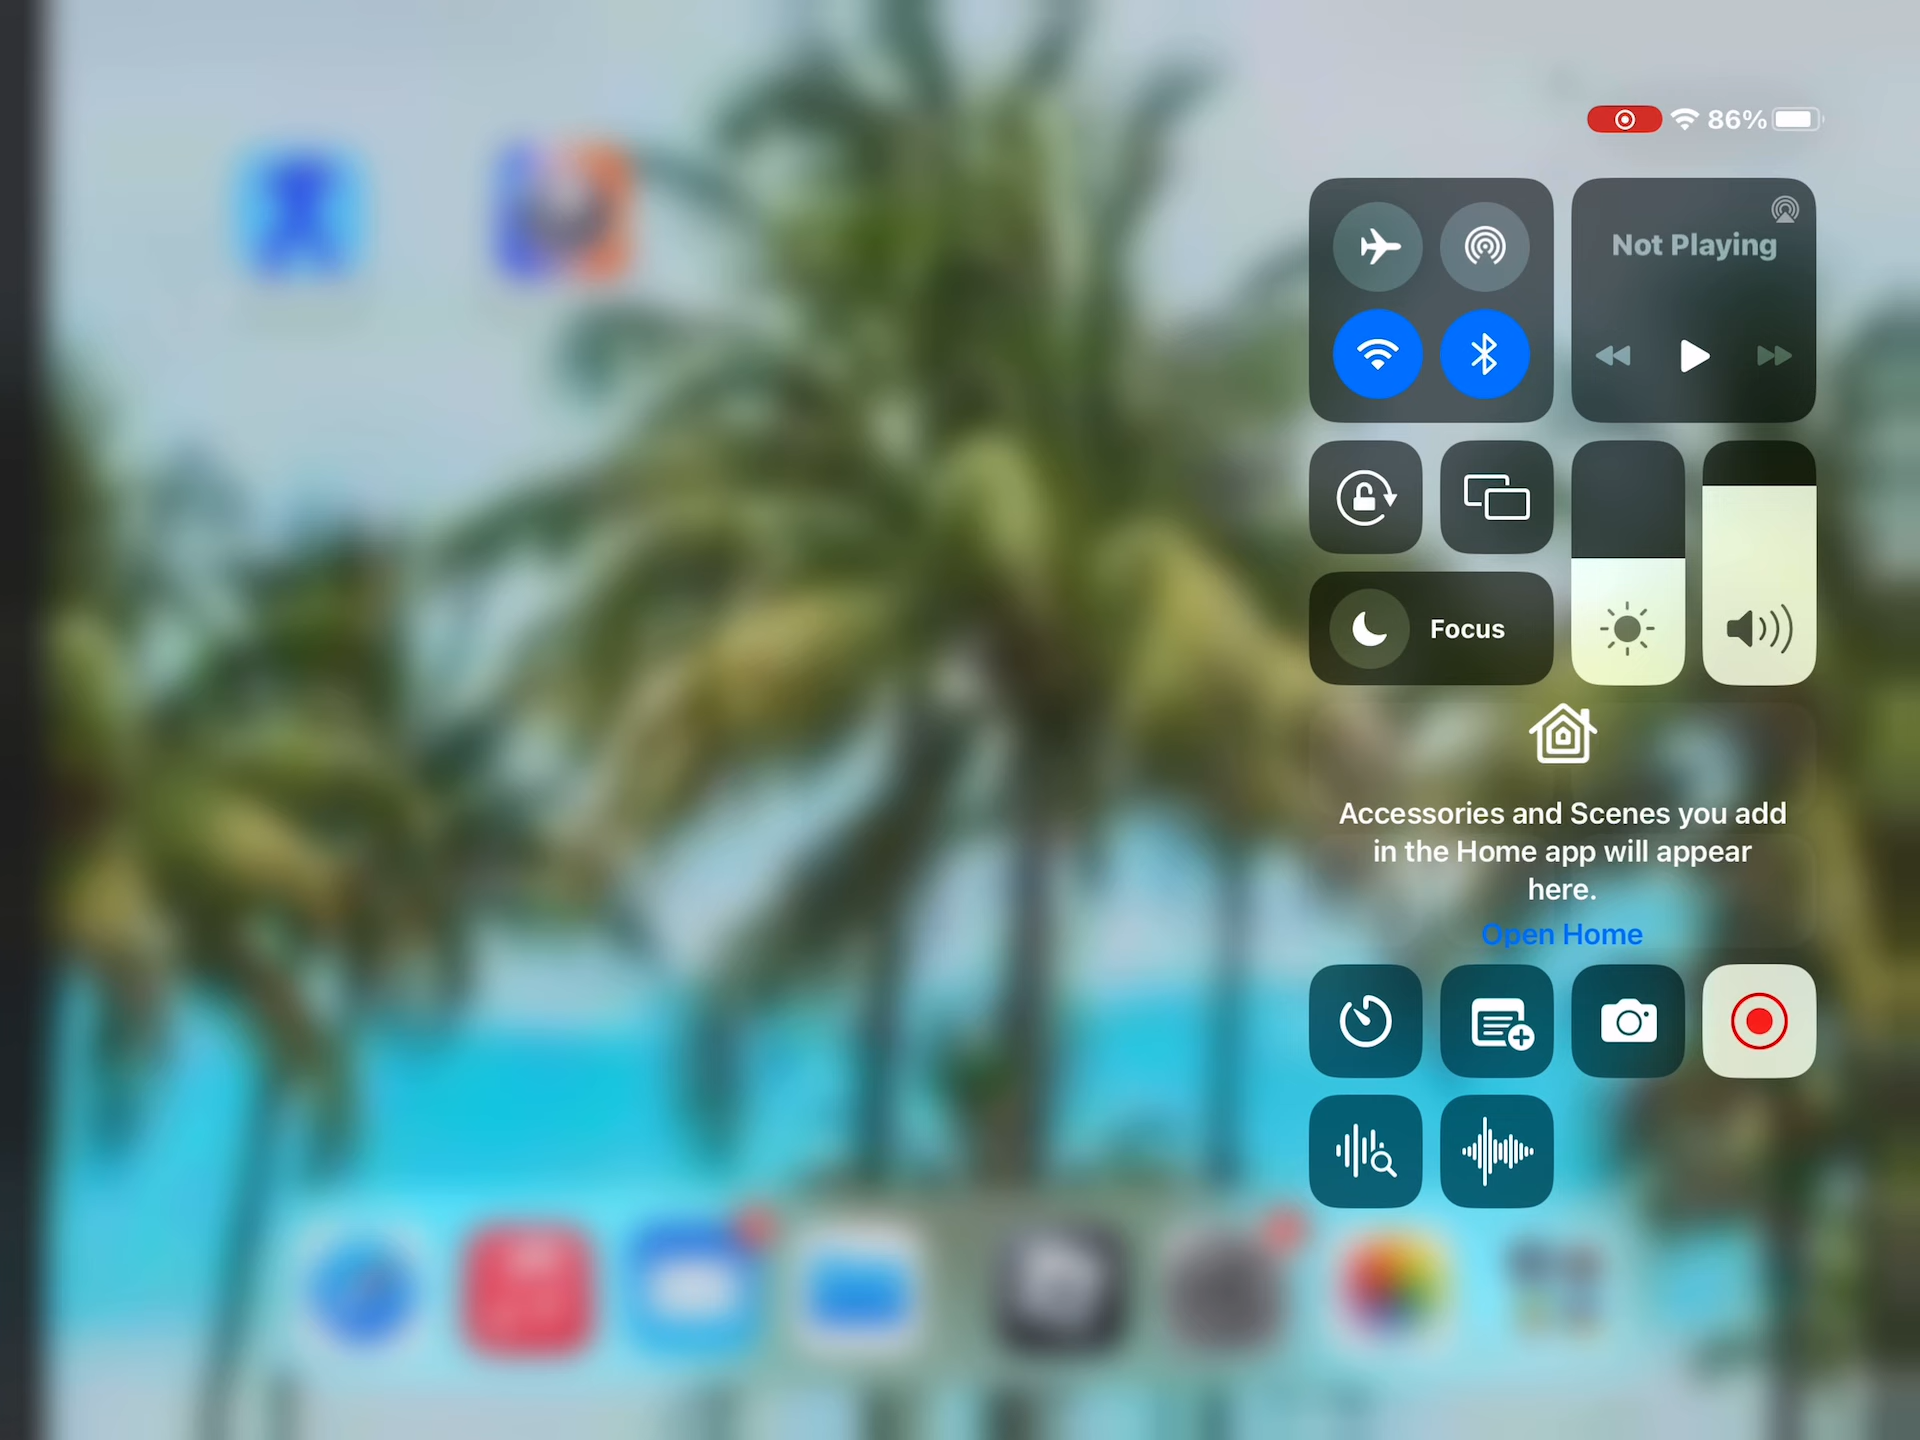 86%
Not Playing
Focus
Accessories and Scenes you add
in the Home app will appear
here.
Open Home